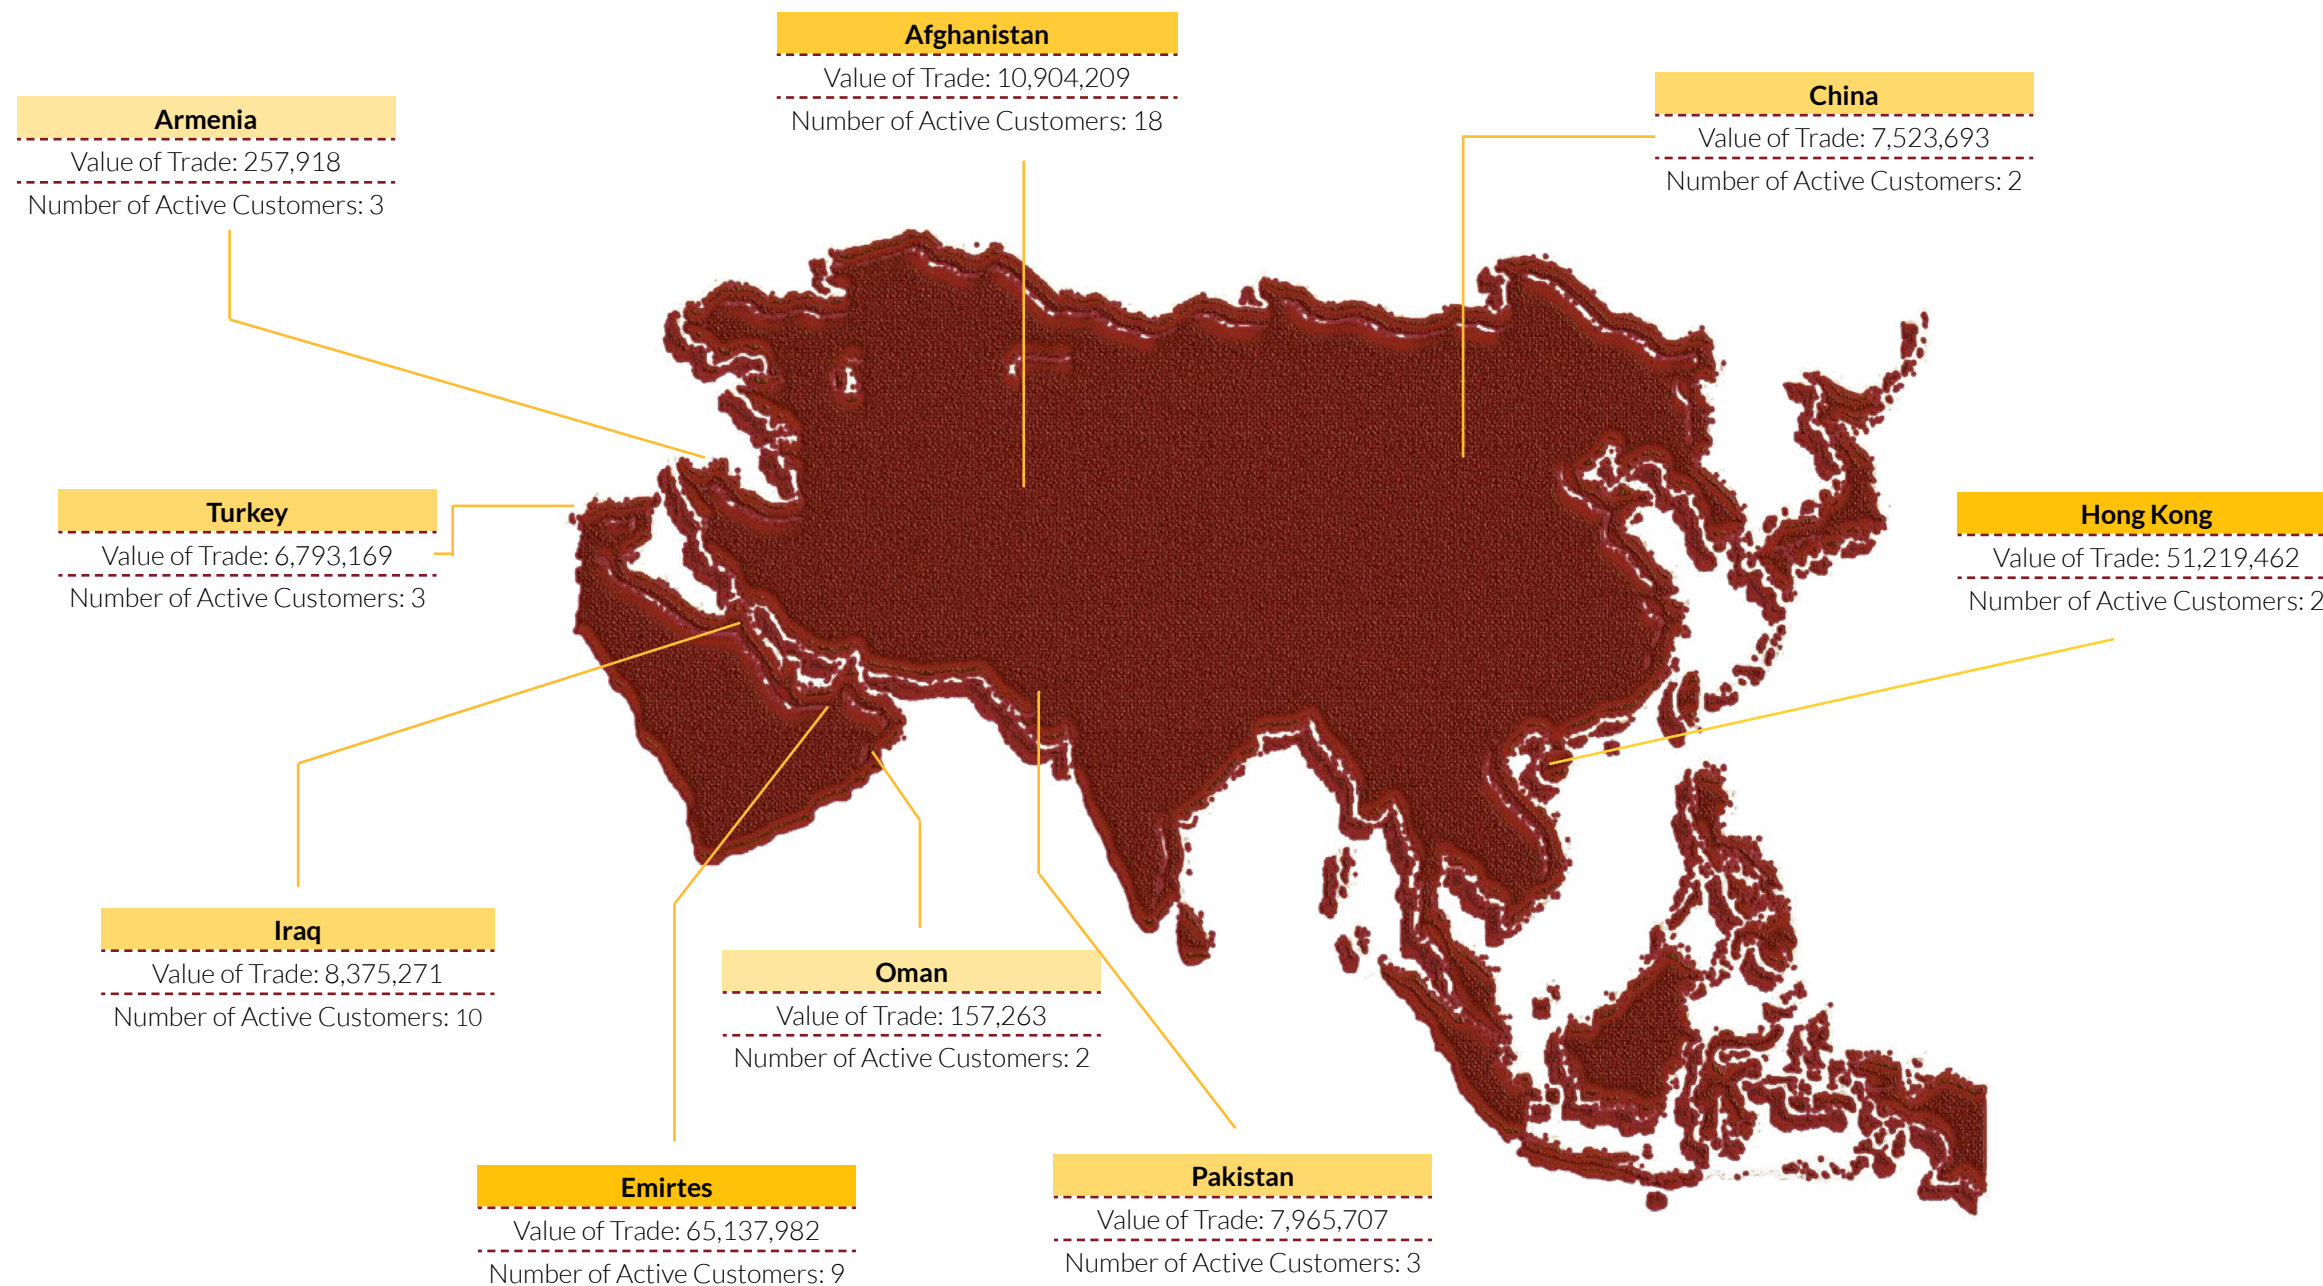 Afghanistan
Value of Trade: 10,904,209
Number of Active Customers: 18
China
Value of Trade: 7,523,693
Number of Active Customers: 2
Armenia
Value of Trade: 257,918
Number of Active Customers: 3
Turkey
Value of Trade: 6,793,169
Number of Active Customers: 3
Hong Kong
Value of Trade: 51,219,462
Number of Active Customers: 2
Iraq
Value of Trade: 8,375,271
Number of Active Customers: 10
Oman
Value of Trade: 157,263
Number of Active Customers: 2
Emirtes
Value of Trade: 65,137,982
Number of Active Customers: 9
Pakistan
Value of Trade: 7,965,707
Number of Active Customers: 3